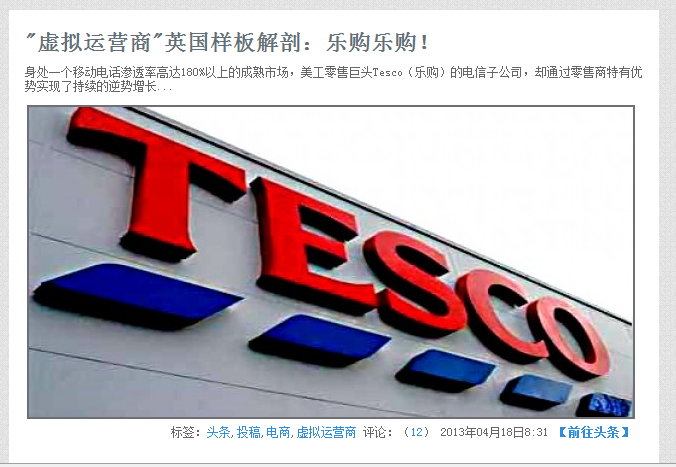 "虚拟运营商"英国样板解剖：乐购乐购！
身处一个移动电话渗透率高达180%以上的成熟市场，美工零售巨头Tesco（乐购）的电信子公司，却通过零售商特有优
势实现了持续的逆势增长...
TESCO
标签：头条,投稿,电商,虚拟运营商 评论：（12） 2013年04月18日8:31 【前往头条】